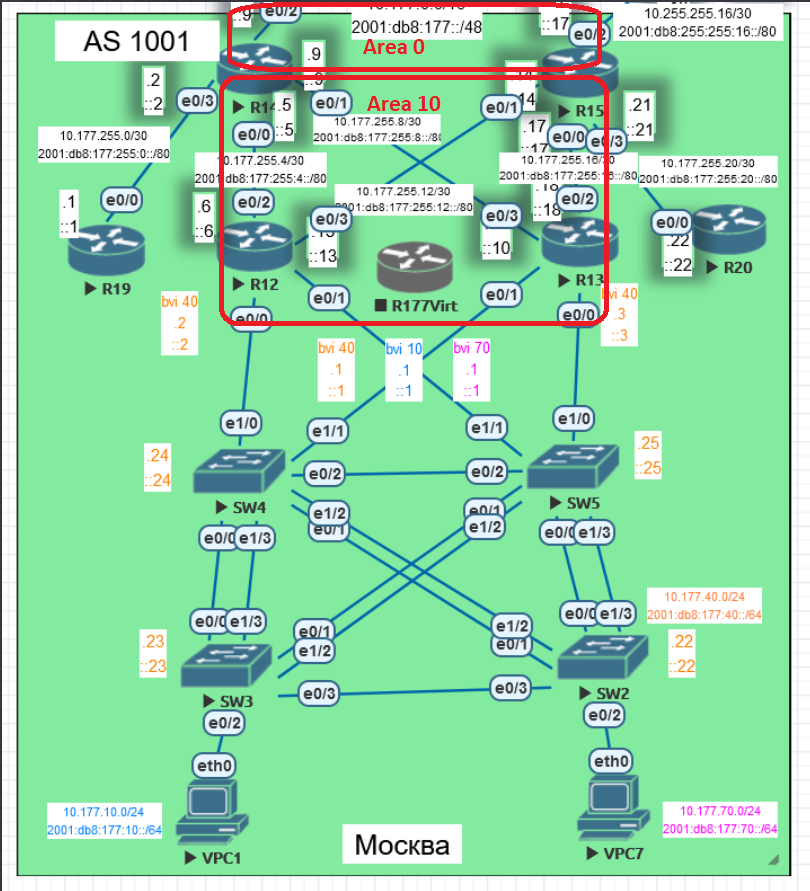 e0/2
AS 1001
2001:db8:177::/48
Area 0
::17
e0/2
10.255.255.16/30
2001:db8:255:255:16::/80
.9
R14
R15
.2
::2
e0/3
Area 10
.5
::5
e0/1
e0/1
.21
::21
10.177.255.8/30
2001:db8:177:255:8::/80
.17
e0/0
e0/0
e0/3
10.177.255.0/30
2001:db8:177:255:0::/80
10.177.255.4/30
2001:db8:177:255:4::/80
10.177.255.16/30
10.177.255.20/30
2001:db8:177:255:20::/80
10.177.255.12/30
2001:db8:177:255:12::/80
.1
::1
e0/0
.6
::6
e0/2
e0/3
::13
e0/3
::10
e0/2
::18
e0/0
.22
::22
R19
R12
R177Virt
R13
R20
bvi 40
.2
::2
e0/0
e0/1
e0/1
e0/0
bvi 40
.3
::3
bvi 40
.1
::1
bvi 10
.1
::1
bvi 70
.1
::1
e1/0
e1/0
e1/1
e1/1
.24
::24
e0/2
e0/2
.25
::25
SW4
SW5
e1/2
e0/1
e0/1
e1/2
e0/0
e1/3
e0/0
e1/3
10.177.40.0/24
2001:db8:177:40::/64
e0/0
e1/3
e0/0
e1/3
e0/1
e1/2
e1/2
e0/1
.23
::23
.22
::22
SW3
e0/3
e0/3
SW2
e0/2
e0/2
eth0
eth0
10.177.10.0/24
2001:db8:177:10::/64
10.177.70.0/24
2001:db8:177:70::/64
VPC1
Москва
VPC7